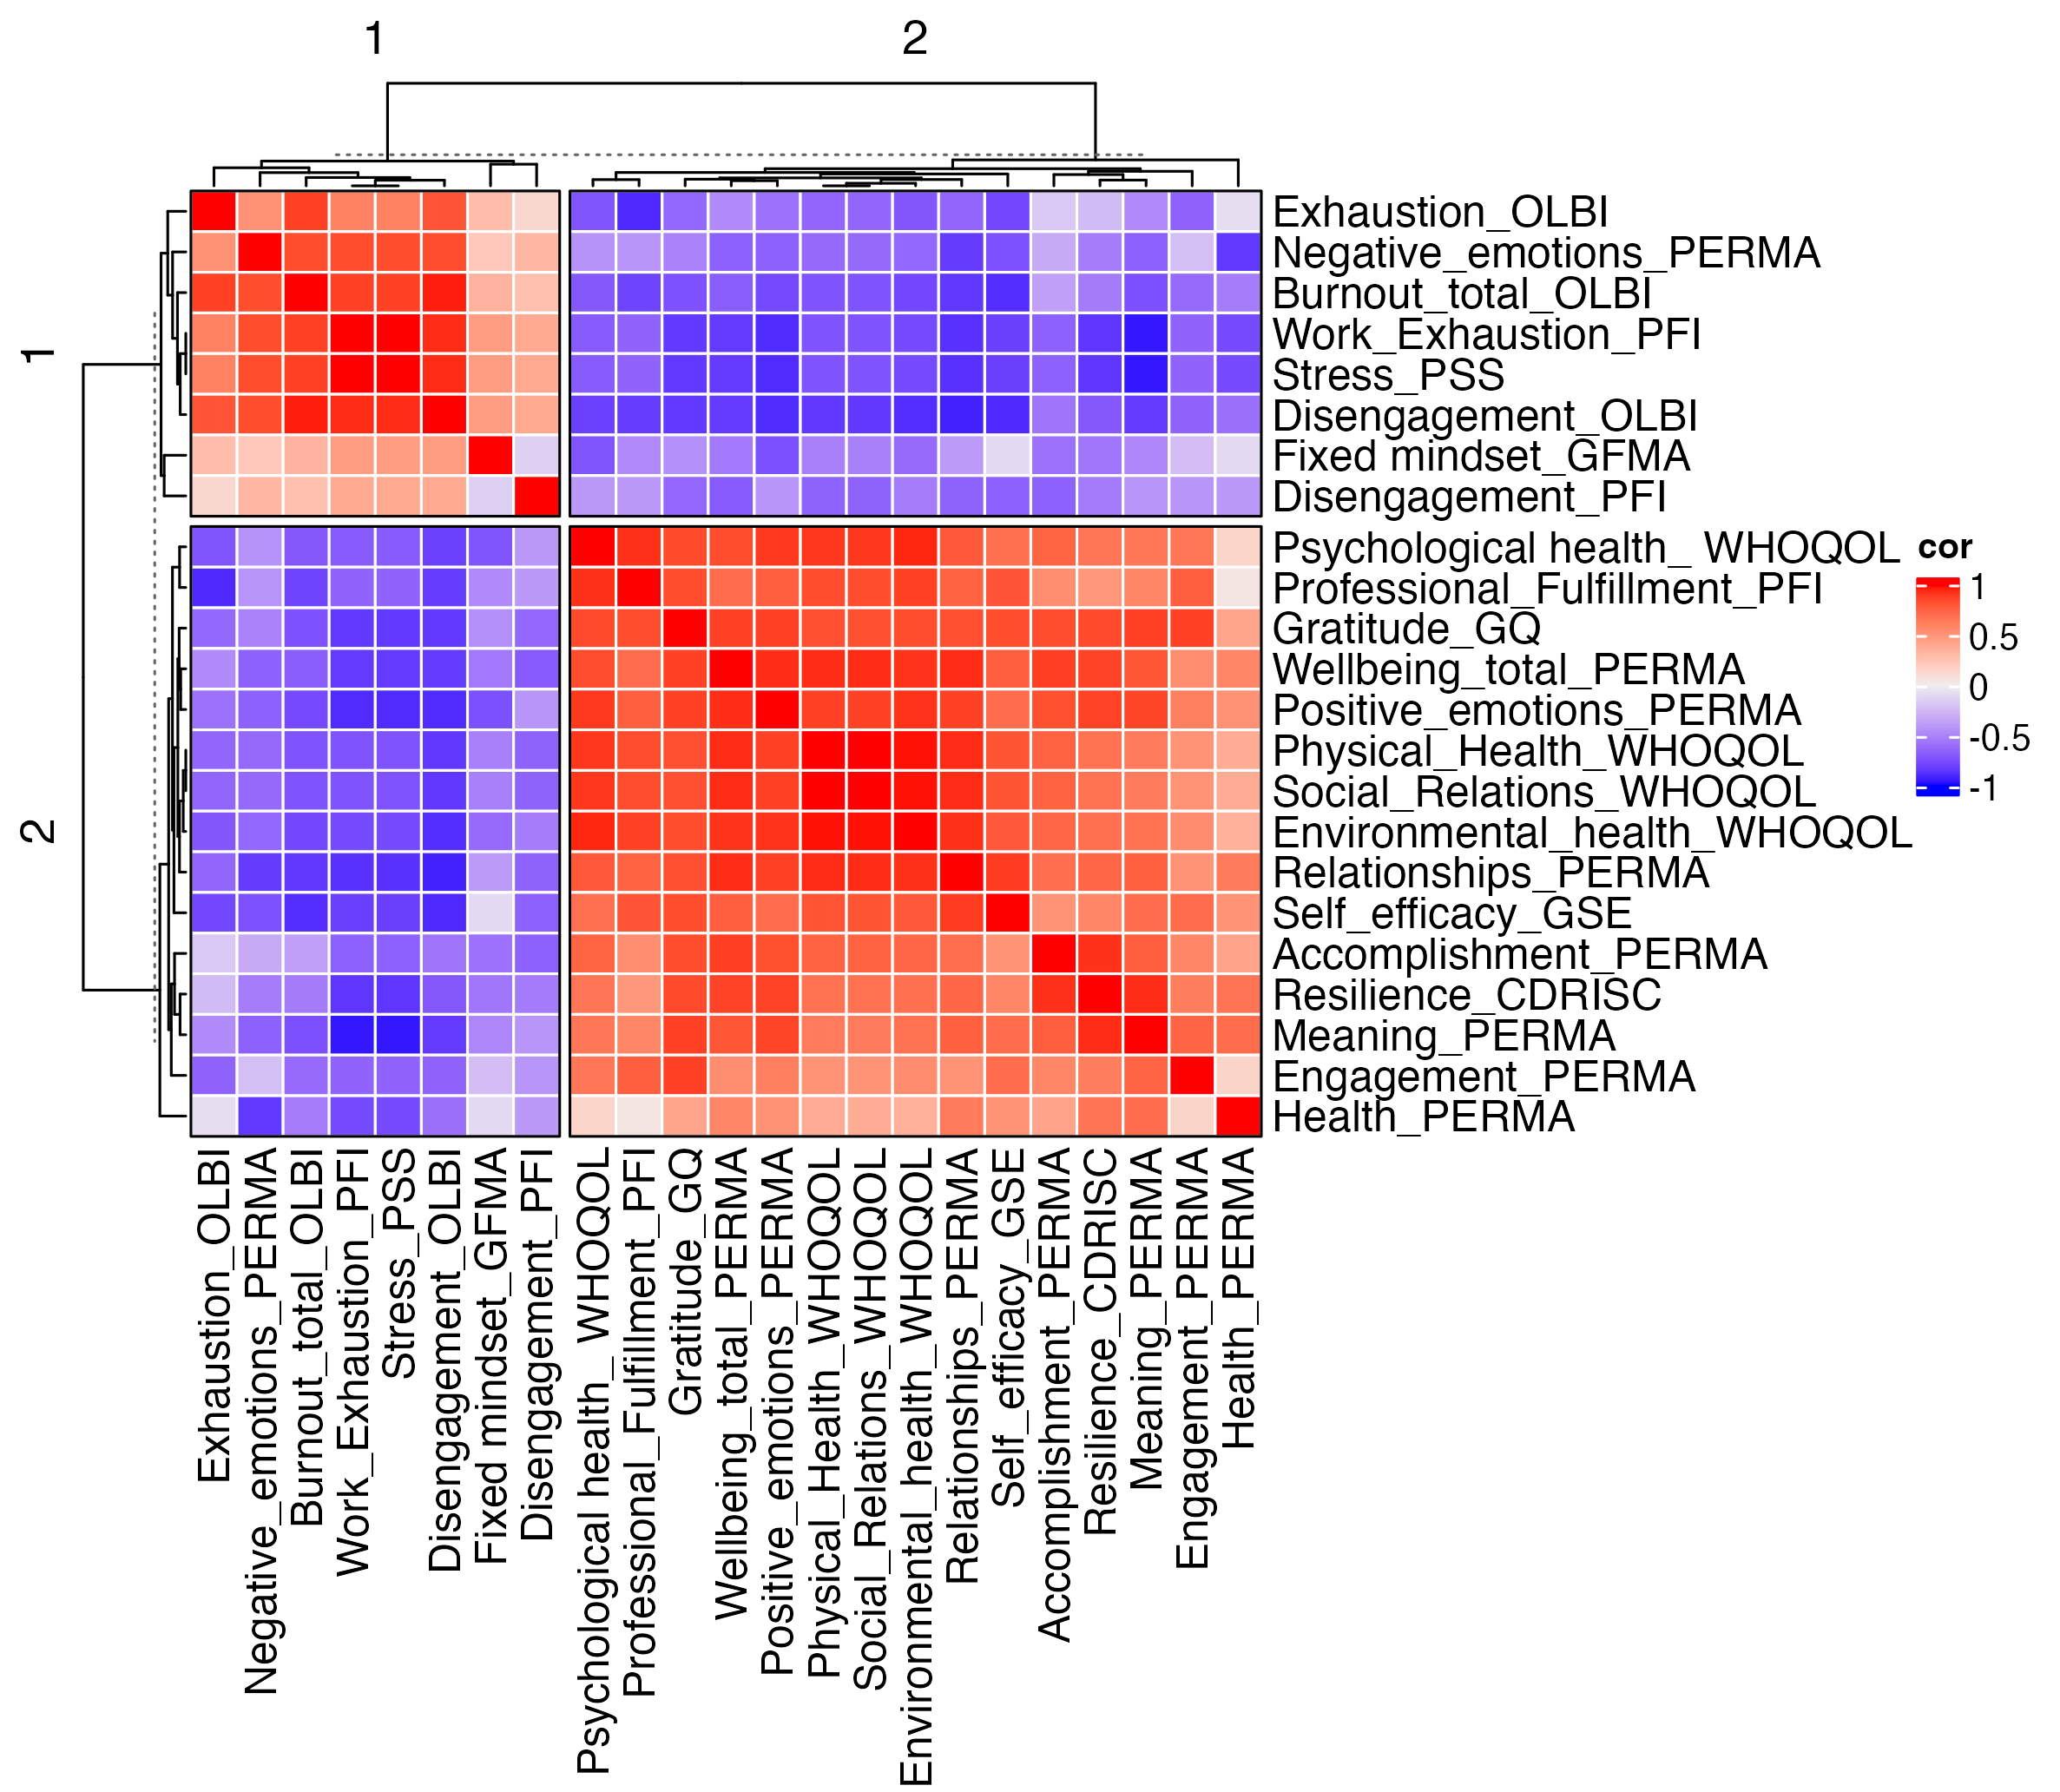 1
2
1
2
Exhaustion_OLBI
Negative_emotions_PERMA
Burnout_total_OLBI
Work_Exhaustion_PFI
Stress_PSS
Disengagement_OLBI
Fixed mindset_GFMA
Disengagement_PFI
Psychological health_ WHOQOL
Professional_Fulfillment_PFI
Gratitude_GQ
Wellbeing_total_PERMA
Positive_emotions_PERMA
Physical_Health_WHOQOL
Social_Relations_WHOQOL
Environmental_health_WHOQOL
Relationships_PERMA
Self_efficacy_GSE
Accomplishment_PERMA
Resilience_CDRISC
Meaning_PERMA
Engagement_PERMA
Health_PERMA
cor
1
0.5
0
-0.5
-1
Exhaustion_OLBI
Negative_emotions_PERMA
Burnout_total_OLBI
Work_Exhaustion_PFI
Stress_PSS
Disengagement_OLBI
Fixed mindset_GFMA
Disengagement_PFI
Psychological health_ WHOQOL
Professional_Fulfillment_PFI
Gratitude_GQ
Wellbeing_total_PERMA
Positive_emotions_PERMA
Physical_Health_WHOQOL
Social_Relations_WHOQOL
Environmental_health_WHOQOL
Relationships_PERMA
Self_efficacy_GSE
Accomplishment_PERMA
Resilience_CDRISC
Meaning_PERMA
Engagement_PERMA
Health_PERMA